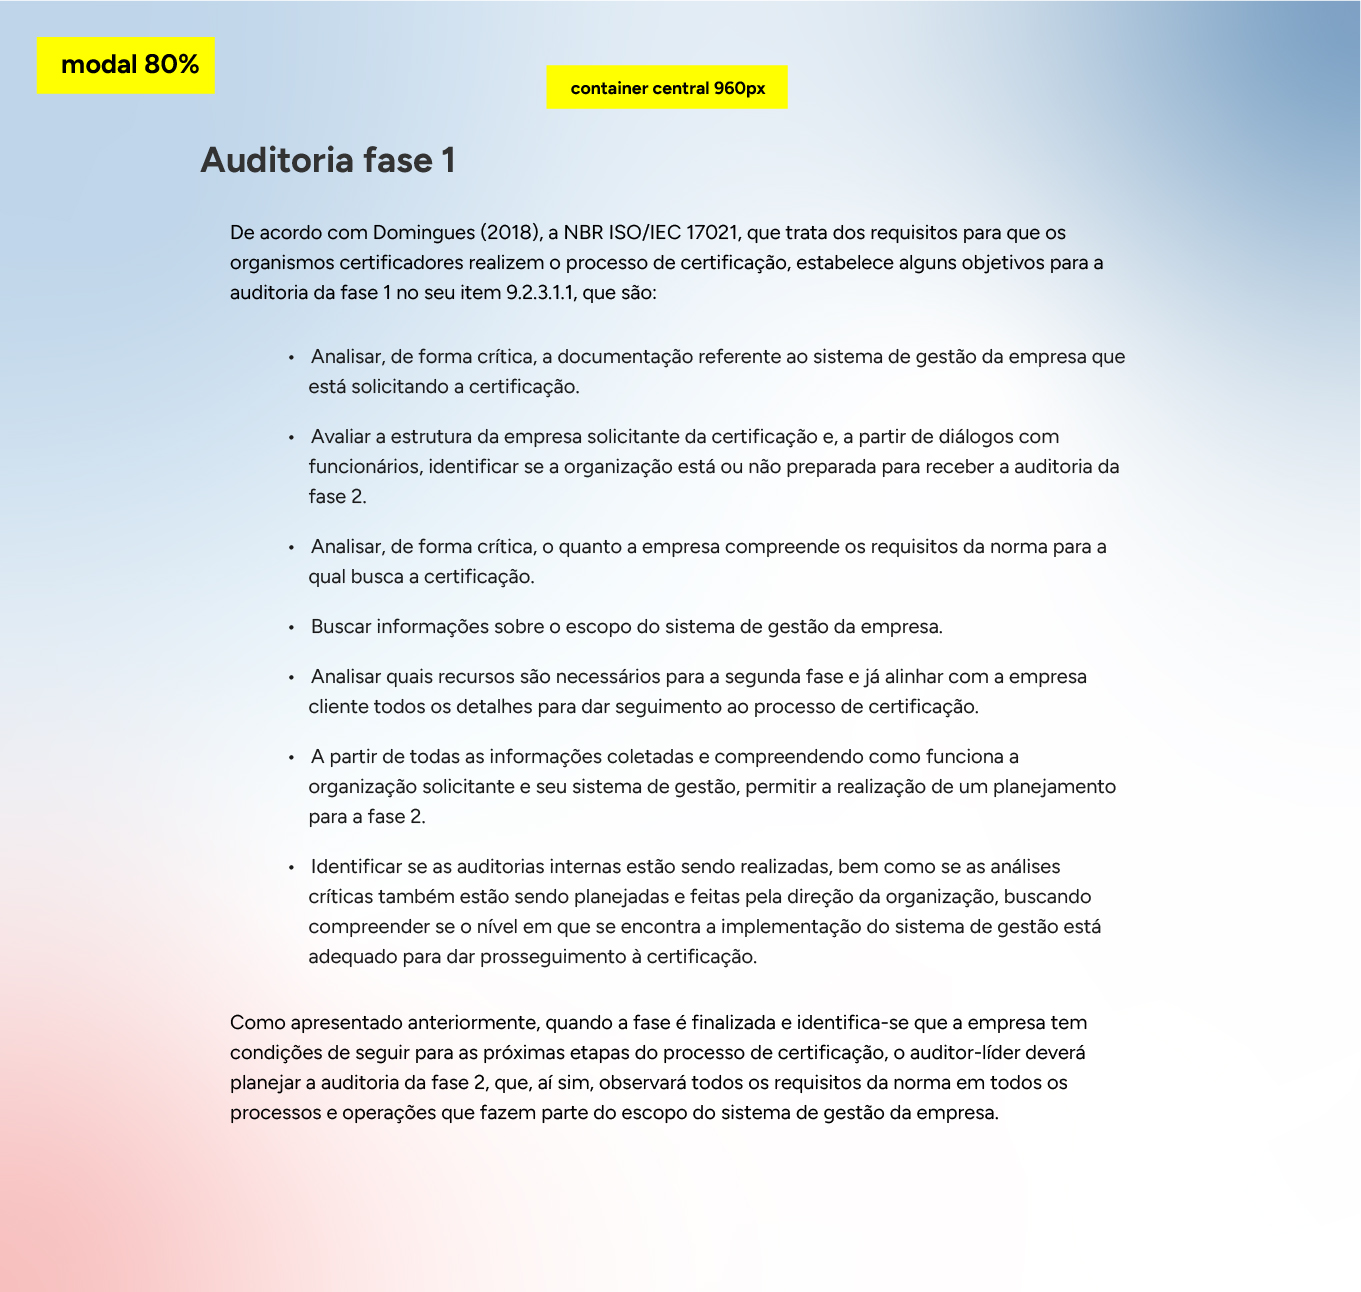 modal 80%
container central 960px
Auditoria fase 1
De acordo com Domingues (2018), a NBR ISO/IEC 17021, que trata dos requisitos para que os
organismos certificadores realizem o processo de certificação, estabelece alguns objetivos para a
auditoria da fase 1 no seu item 9.2.3.1.1, que são:
• Analisar, de forma crítica, a documentação referente ao sistema de gestão da empresa que
está solicitando a certificação.
• Avaliar a estrutura da empresa solicitante da certificação e, a partir de diálogos com
funcionários, identificar se a organização está ou não preparada para receber a auditoria da
fase 2.
• Analisar, de forma crítica, o quanto a empresa compreende os requisitos da norma para a
qual busca a certificação.
• Buscar informações sobre o escopo do sistema de gestão da empresa.
• Analisar quais recursos são necessários para a segunda fase e já alinhar com a empresa
cliente todos os detalhes para dar seguimento ao processo de certificação.
• A partir de todas as informações coletadas e compreendendo como funciona a
organização solicitante e seu sistema de gestão, permitir a realização de um planejamento
para a fase 2.
• Identificar se as auditorias internas estão sendo realizadas, bem como se as análises
críticas também estão sendo planejadas e feitas pela direção da organização, buscando
compreender se o nível em que se encontra a implementação do sistema de gestão está
adequado para dar prosseguimento à certificação.
Como apresentado anteriormente, quando a fase é finalizada e identifica-se que a empresa tem
condições de seguir para as próximas etapas do processo de certificação, o auditor-líder deverá
planejar a auditoria da fase 2, que, aí sim, observará todos os requisitos da norma em todos os
processos e operações que fazem parte do escopo do sistema de gestão da empresa.